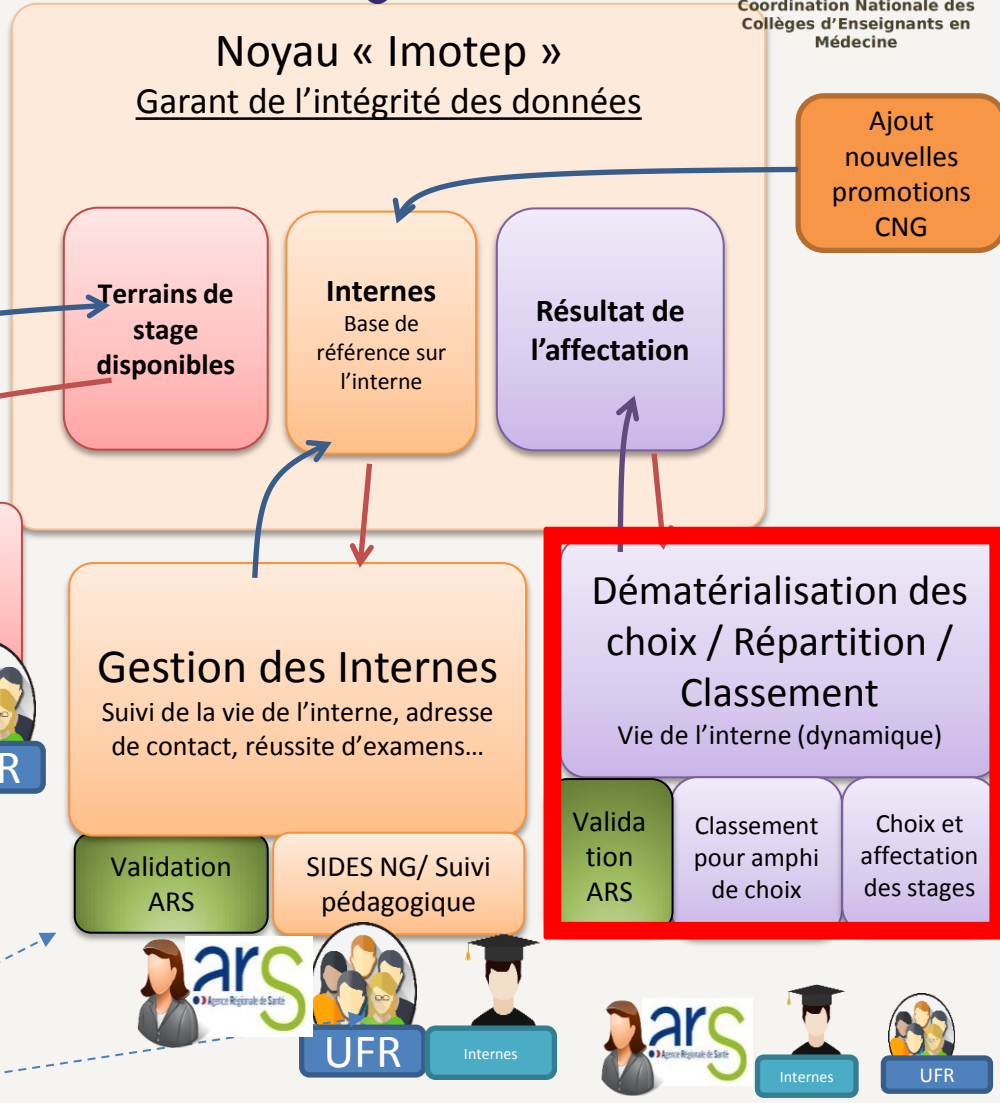 Coordination Nationale des
Collèges d’Enseignants en
Médecine
Noyau « Imotep »
Garant de l’intégrité des données
Ajout
nouvelles
promotions
CNG
Terrains de
stage
disponibles
Internes
Base de
référence sur
l’interne
Résultat de
l’affectation
Gestion des Internes
Suivi de la vie de l’interne, adresse
de contact, réussite d’examens…
Dématérialisation des
choix / Répartition /
Classement
Vie de l’interne (dynamique)
R
Validation
ARS
SIDES NG/ Suivi
pédagogique
Valida
tion
ARS
Classement
pour amphi
de choix
Choix et
affectation
des stages
ars
Agence Régionale de Santé
UFR
Internes
ars
Agence Régionale de Santé
Internes
UFR